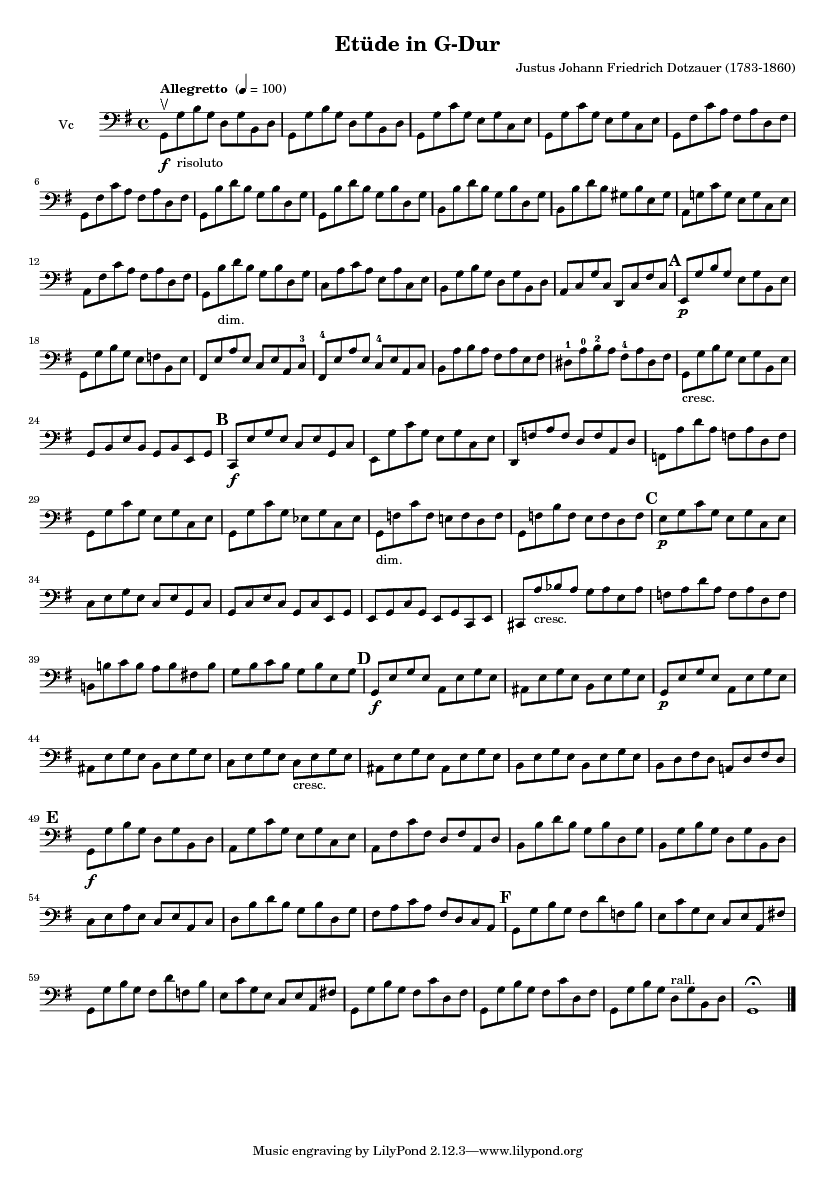 Etüde in G-Dur
Justus Johann Friedrich Dotzauer (1783-1860)
Allegretto (♩ = 100)
Vc
f risoluto
6
12
A
dim.
p
18
3
4 4
1 0 2 4
cresc.
24
B
f
29
C
dim.
p
34
cresc.
39
D
f
p
44
cresc.
49
E
f
54
F
59
rall.
Music engraving by LilyPond 2.12.3—www.lilypond.org